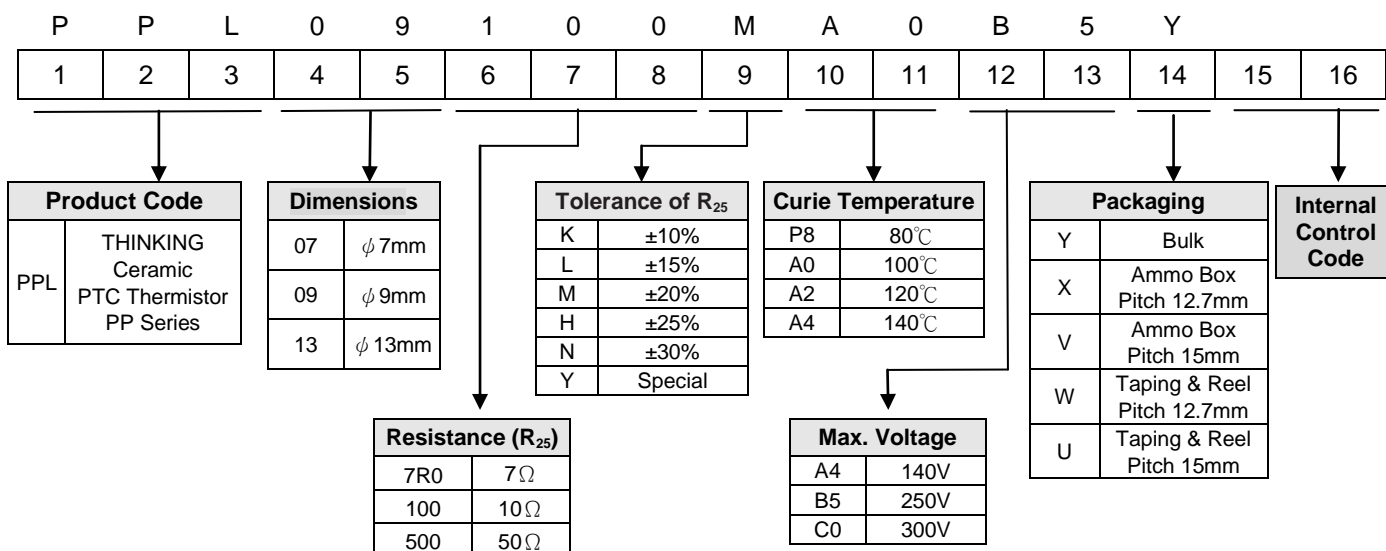 P P L 0 9 1 0 0 M A 0 B 5 Y
1 2 3 4 5 6 7 8 9 10 11 12 13 14 15 16
Product Code
PPL
THINKING
Ceramic
PTC Thermistor
PP Series
Dimensions
07 ϕ7mm
09 ϕ9mm
13 ϕ13mm
Resistance (R25)
7R0 7Ω
100 10Ω
500 50Ω
Tolerance of R25
K ±10%
L ±15%
M ±20%
H ±25%
N ±30%
Y Special
Curie Temperature
P8 80℃
A0 100℃
A2 120℃
A4 140℃
Max. Voltage
A4 140V
B5 250V
C0 300V
Packaging
Y Bulk
X Ammo Box
Pitch 12.7mm
V Ammo Box
Pitch 15mm
W Taping & Reel
Pitch 12.7mm
U Taping & Reel
Pitch 15mm
Internal
Control
Code